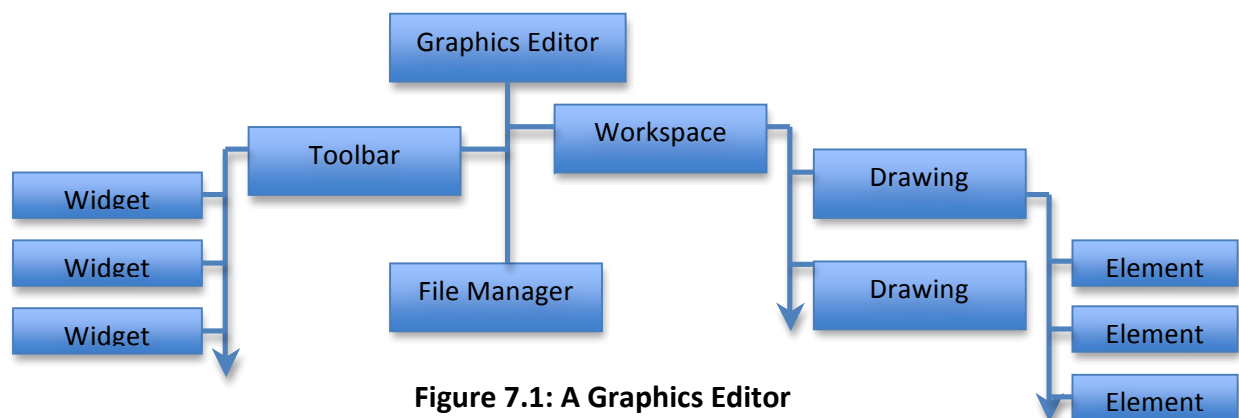 Graphics Editor
Workspace
Toolbar
Drawing
Widget
Widget
Widget
File Manager
Drawing
Element
Element
Element
Figure 7.1: A Graphics Editor